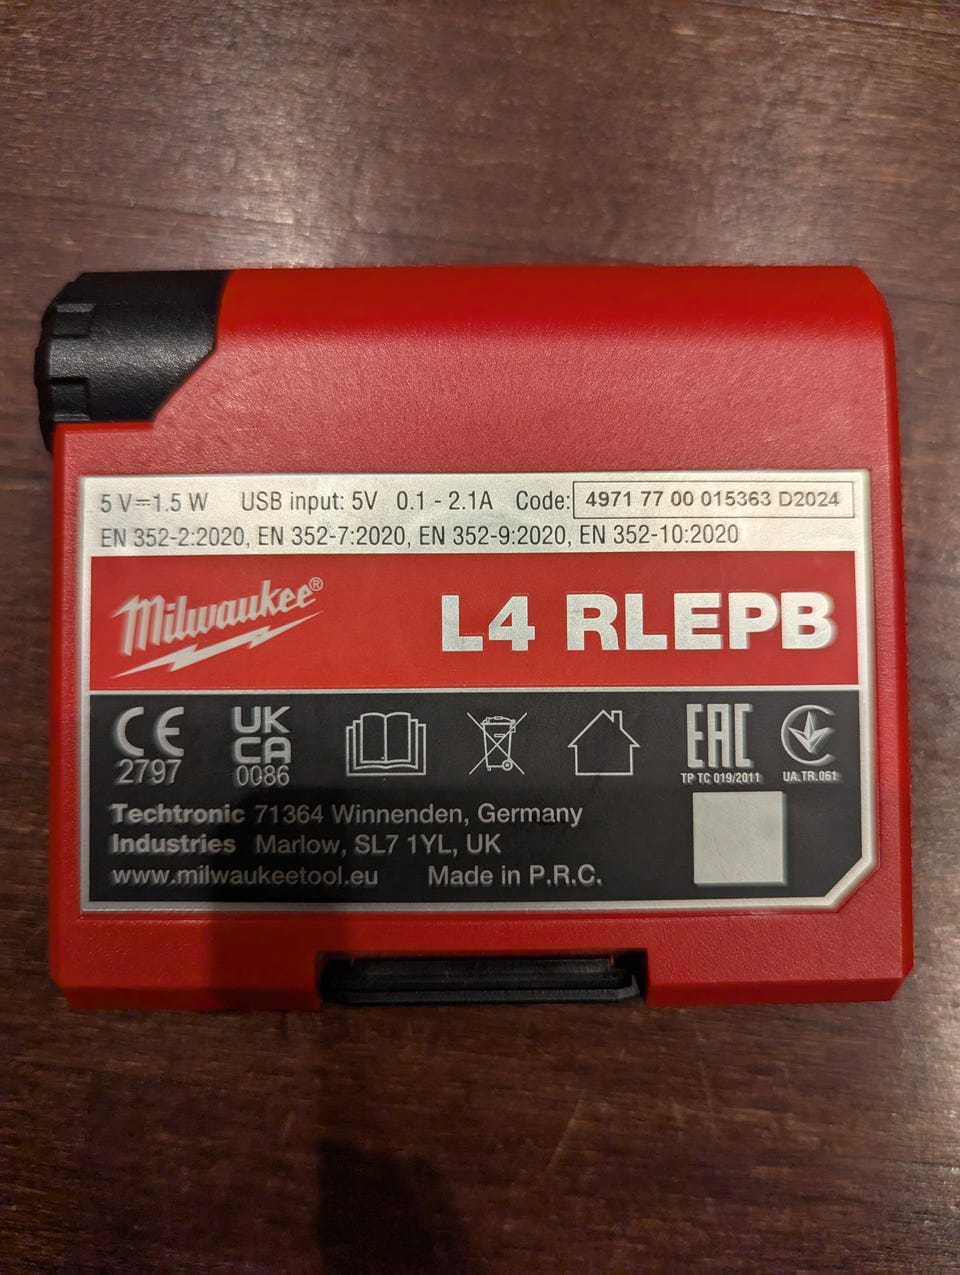 5 V⎓1.5 W USB input: 5V 0.1 - 2.1A Code: 4971 77 00 015363 D2024
EN 352-2:2020, EN 352-7:2020, EN 352-9:2020, EN 352-10:2020
Milwaukee® L4 RLEPB
CE UK CA EAC
2797 0086 TP TC 019/2011 UA.TR.061
Techtronic 71364 Winnenden, Germany
Industries Marlow, SL7 1YL, UK
www.milwaukeetool.eu Made in P.R.C.